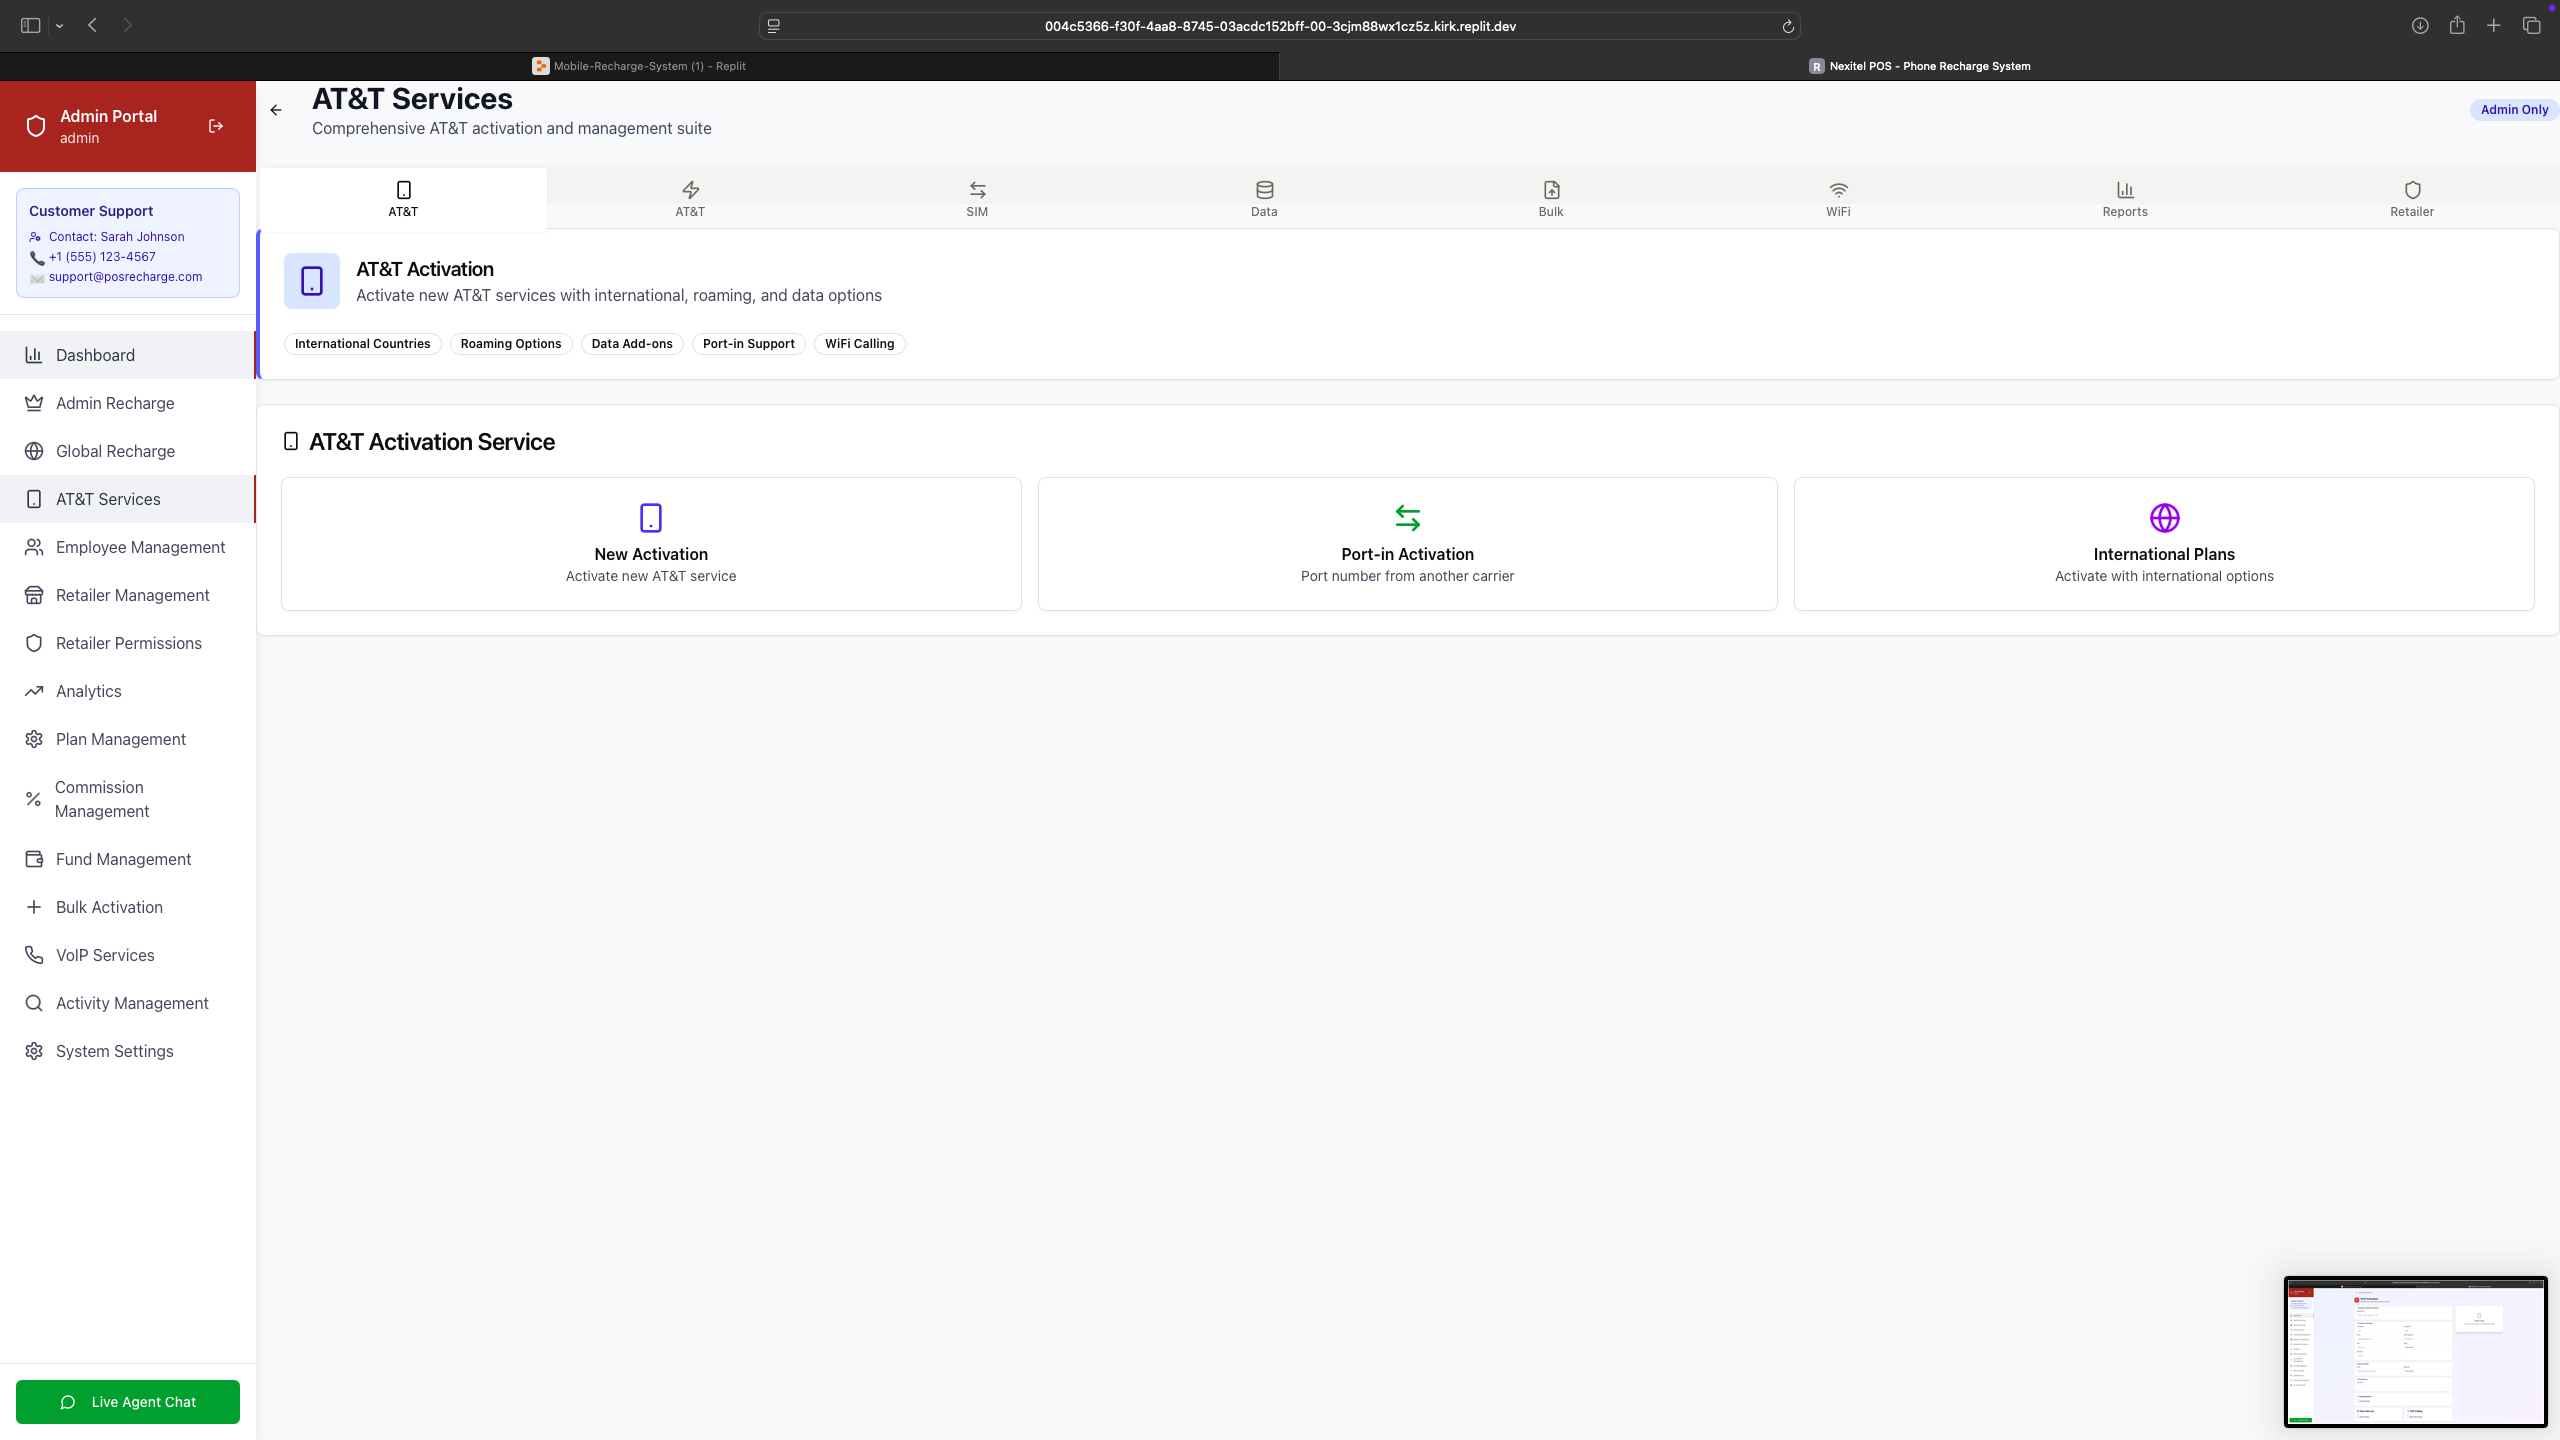 004c5366-f30f-4aa8-8745-03acdc152bff-00-3cjm88wx1cz5z.kirk.replit.dev
Mobile-Recharge-System (1) - Replit
R Nexitel POS - Phone Recharge System
Admin Portal
admin
Customer Support
Contact: Sarah Johnson
+1 (555) 123-4567
support@posrecharge.com
Dashboard
Admin Recharge
Global Recharge
AT&T Services
Employee Management
Retailer Management
Retailer Permissions
Analytics
Plan Management
Commission
Management
Fund Management
Bulk Activation
VoIP Services
Activity Management
System Settings
Live Agent Chat
AT&T Services
Comprehensive AT&T activation and management suite
Admin Only
AT&T
AT&T
SIM
Data
Bulk
WiFi
Reports
Retailer
AT&T Activation
Activate new AT&T services with international, roaming, and data options
International Countries
Roaming Options
Data Add-ons
Port-in Support
WiFi Calling
AT&T Activation Service
New Activation
Activate new AT&T service
Port-in Activation
Port number from another carrier
International Plans
Activate with international options